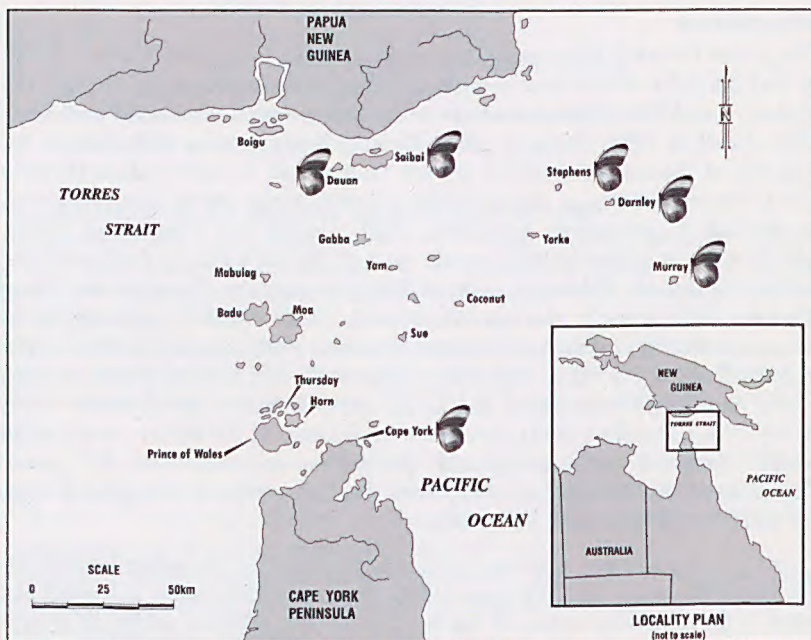 PAPUA
NEW
GUINEA
N
Boigu
Saibai
Dauan
Stephens
Darnley
TORRES
STRAIT
Gabba
Yorke
Yam
Murray
Mabuiag
Badu
Moa
Coconut
Sue
Thursday
Horn
Cape York
Prince of Wales
PACIFIC
OCEAN
SCALE
0 25 50km
CAPE YORK
PENINSULA
NEW
GUINEA
TORRES STRAIT
PACIFIC
OCEAN
AUSTRALIA
LOCALITY PLAN
(not to scale)